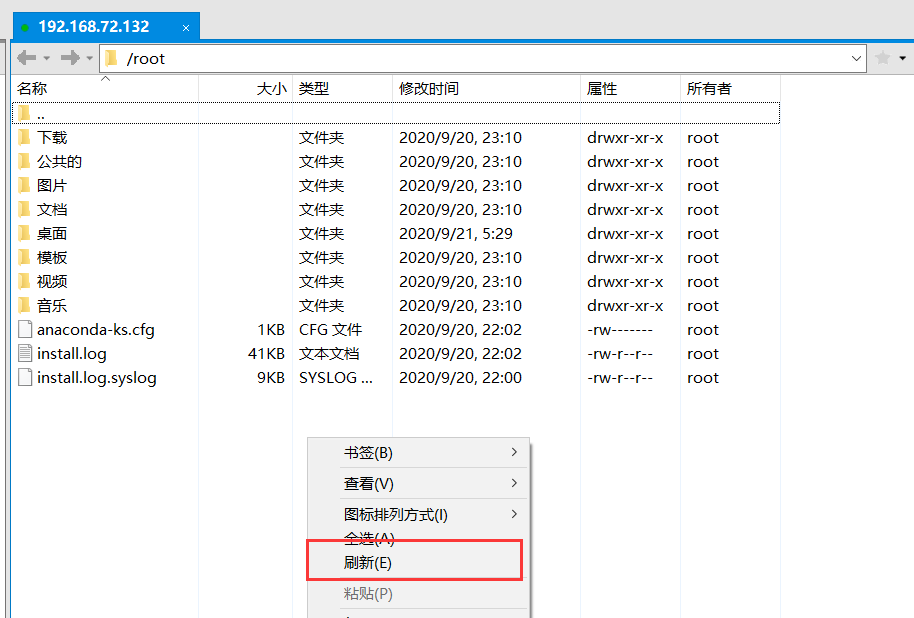 192.168.72.132 ×
/root
名称 大小 类型 修改时间 属性 所有者
..
下载 文件夹 2020/9/20, 23:10 drwxr-xr-x root
公共的 文件夹 2020/9/20, 23:10 drwxr-xr-x root
图片 文件夹 2020/9/20, 23:10 drwxr-xr-x root
文档 文件夹 2020/9/20, 23:10 drwxr-xr-x root
桌面 文件夹 2020/9/21, 5:29 drwxr-xr-x root
模板 文件夹 2020/9/20, 23:10 drwxr-xr-x root
视频 文件夹 2020/9/20, 23:10 drwxr-xr-x root
音乐 文件夹 2020/9/20, 23:10 drwxr-xr-x root
anaconda-ks.cfg 1KB CFG 文件 2020/9/20, 22:02 -rw------- root
install.log 41KB 文本文档 2020/9/20, 22:02 -rw-r--r-- root
install.log.syslog 9KB SYSLOG ... 2020/9/20, 22:00 -rw-r--r-- root
书签(B)
查看(V)
图标排列方式(I)
全选(A)
刷新(E)
粘贴(P)